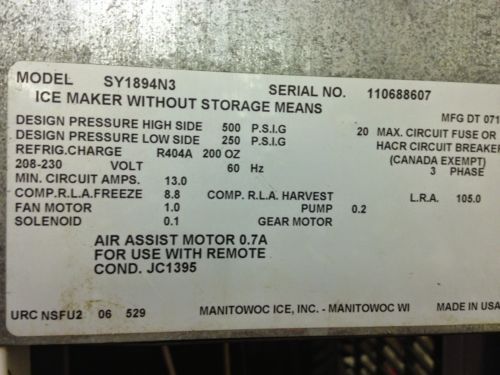 MODEL SY1894N3 SERIAL NO. 110688607
ICE MAKER WITHOUT STORAGE MEANS MFG DT 071
DESIGN PRESSURE HIGH SIDE 500 P.S.I.G 20 MAX. CIRCUIT FUSE or
DESIGN PRESSURE LOW SIDE 250 P.S.I.G HACR CIRCUIT BREAKER
REFRIG.CHARGE R404A 200 OZ (CANADA EXEMPT)
208-230 VOLT 60 Hz 3 PHASE
MIN. CIRCUIT AMPS. 13.0
COMP.R.L.A.FREEZE 8.8 COMP. R.L.A. HARVEST L.R.A. 105.0
FAN MOTOR 1.0 PUMP 0.2
SOLENOID 0.1 GEAR MOTOR
AIR ASSIST MOTOR 0.7A
FOR USE WITH REMOTE
COND. JC1395
URC NSFU2 06 529 MANITOWOC ICE, INC. - MANITOWOC WI MADE IN USA